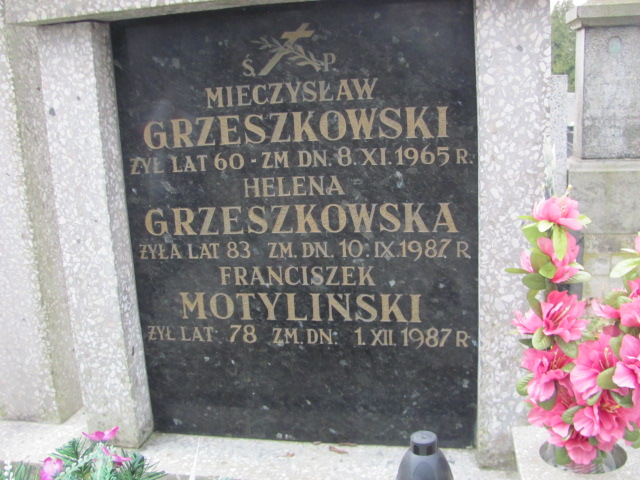 Ś. P.
MIECZYSŁAW
GRZESZKOWSKI
ŻYŁ LAT 60 - ZM DN. 8. XI. 1965 R.
HELENA
GRZESZKOWSKA
ŻYŁA LAT 83 ZM. DN. 10. IX. 1987. R
FRANCISZEK
MOTYLIŃSKI
ŻYŁ LAT: 78 ZM. DN: 1. XII. 1987 R